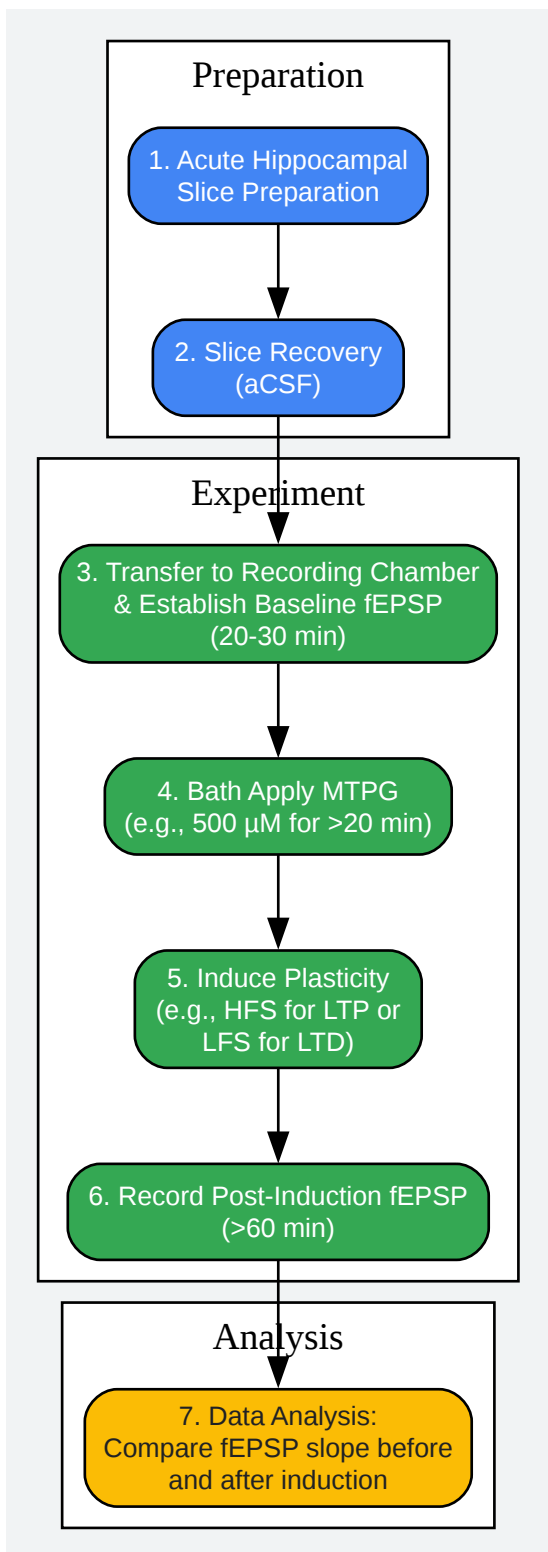 Preparation
1. Acute Hippocampal
Slice Preparation
2. Slice Recovery
(aCSF)
Experiment
3. Transfer to Recording Chamber
& Establish Baseline fEPSP
(20-30 min)
4. Bath Apply MTPG
(e.g., 500 µM for >20 min)
5. Induce Plasticity
(e.g., HFS for LTP or
LFS for LTD)
6. Record Post-Induction fEPSP
(>60 min)
Analysis
7. Data Analysis:
Compare fEPSP slope before
and after induction